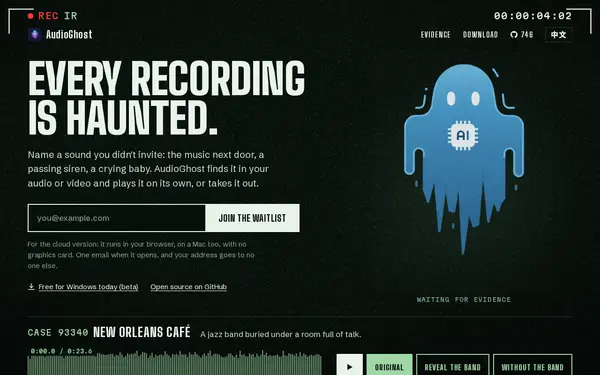 REC IR
00:00:04:02
AudioGhost
EVIDENCE DOWNLOAD 746 中文
EVERY RECORDING
IS HAUNTED.
Name a sound you didn't invite: the music next door, a
passing siren, a crying baby. AudioGhost finds it in your
audio or video and plays it on its own, or takes it out.
you@example.com
JOIN THE WAITLIST
For the cloud version: it runs in your browser, on a Mac too, with no
graphics card. One email when it opens, and your address goes to no
one else.
Free for Windows today (beta) Open source on GitHub
AI
WAITING FOR EVIDENCE
CASE 93340 NEW ORLEANS CAFÉ A jazz band buried under a room full of talk.
0:00.0 / 0:23.6
ORIGINAL REVEAL THE BAND WITHOUT THE BAND